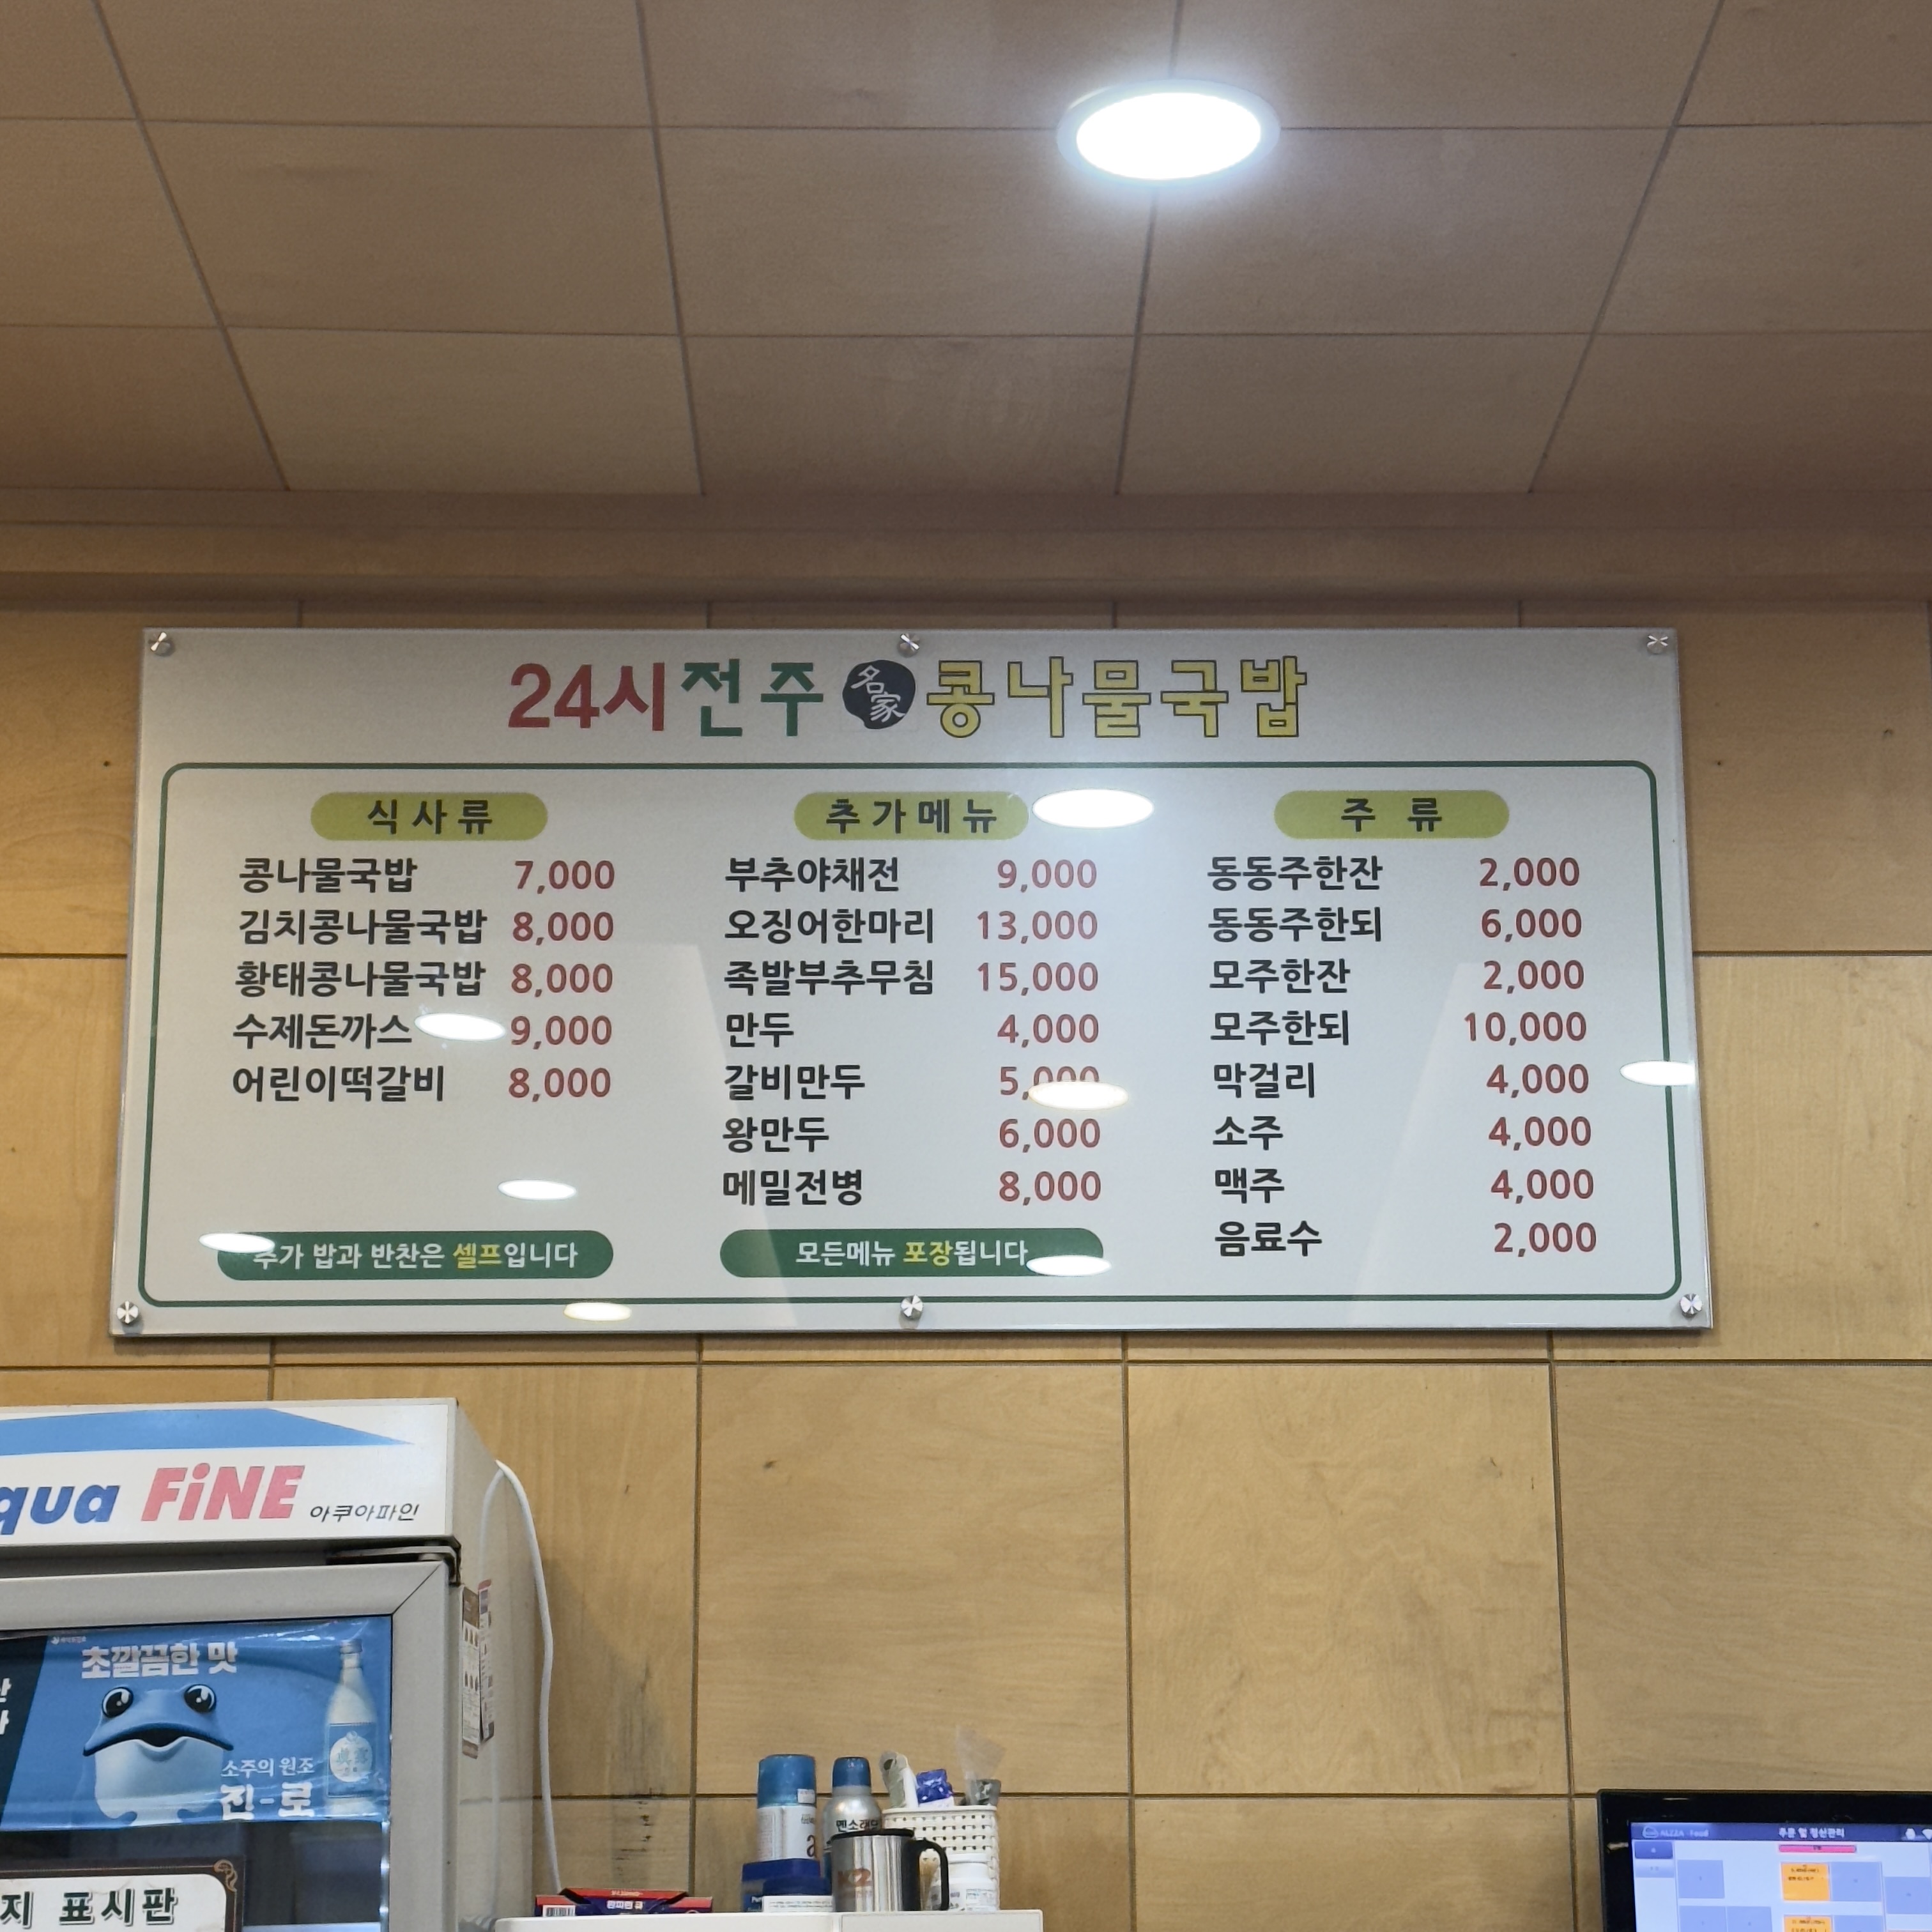 24시전주 名家 콩나물국밥
식사류
콩나물국밥 7,000
김치콩나물국밥 8,000
황태콩나물국밥 8,000
수제돈까스 9,000
어린이떡갈비 8,000
추가 밥과 반찬은 셀프입니다
추가메뉴
부추야채전 9,000
오징어한마리 13,000
족발부추무침 15,000
만두 4,000
갈비만두 5,000
왕만두 6,000
메밀전병 8,000
모든메뉴 포장됩니다
주류
동동주한잔 2,000
동동주한되 6,000
모주한잔 2,000
모주한되 10,000
막걸리 4,000
소주 4,000
맥주 4,000
음료수 2,000
qua FiNE 아쿠아파인
초깔끔한 맛
소주의 원조
진-로
지 표시판
K2
주문 및 정산관리